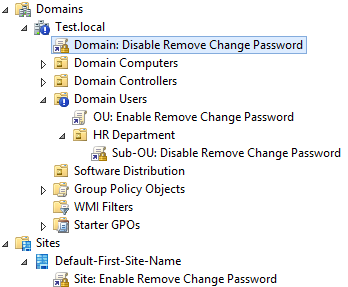 Domains
Test.local
Domain: Disable Remove Change Password
Domain Computers
Domain Controllers
Domain Users
OU: Enable Remove Change Password
HR Department
Sub-OU: Disable Remove Change Password
Software Distribution
Group Policy Objects
WMI Filters
Starter GPOs
Sites
Default-First-Site-Name
Site: Enable Remove Change Password